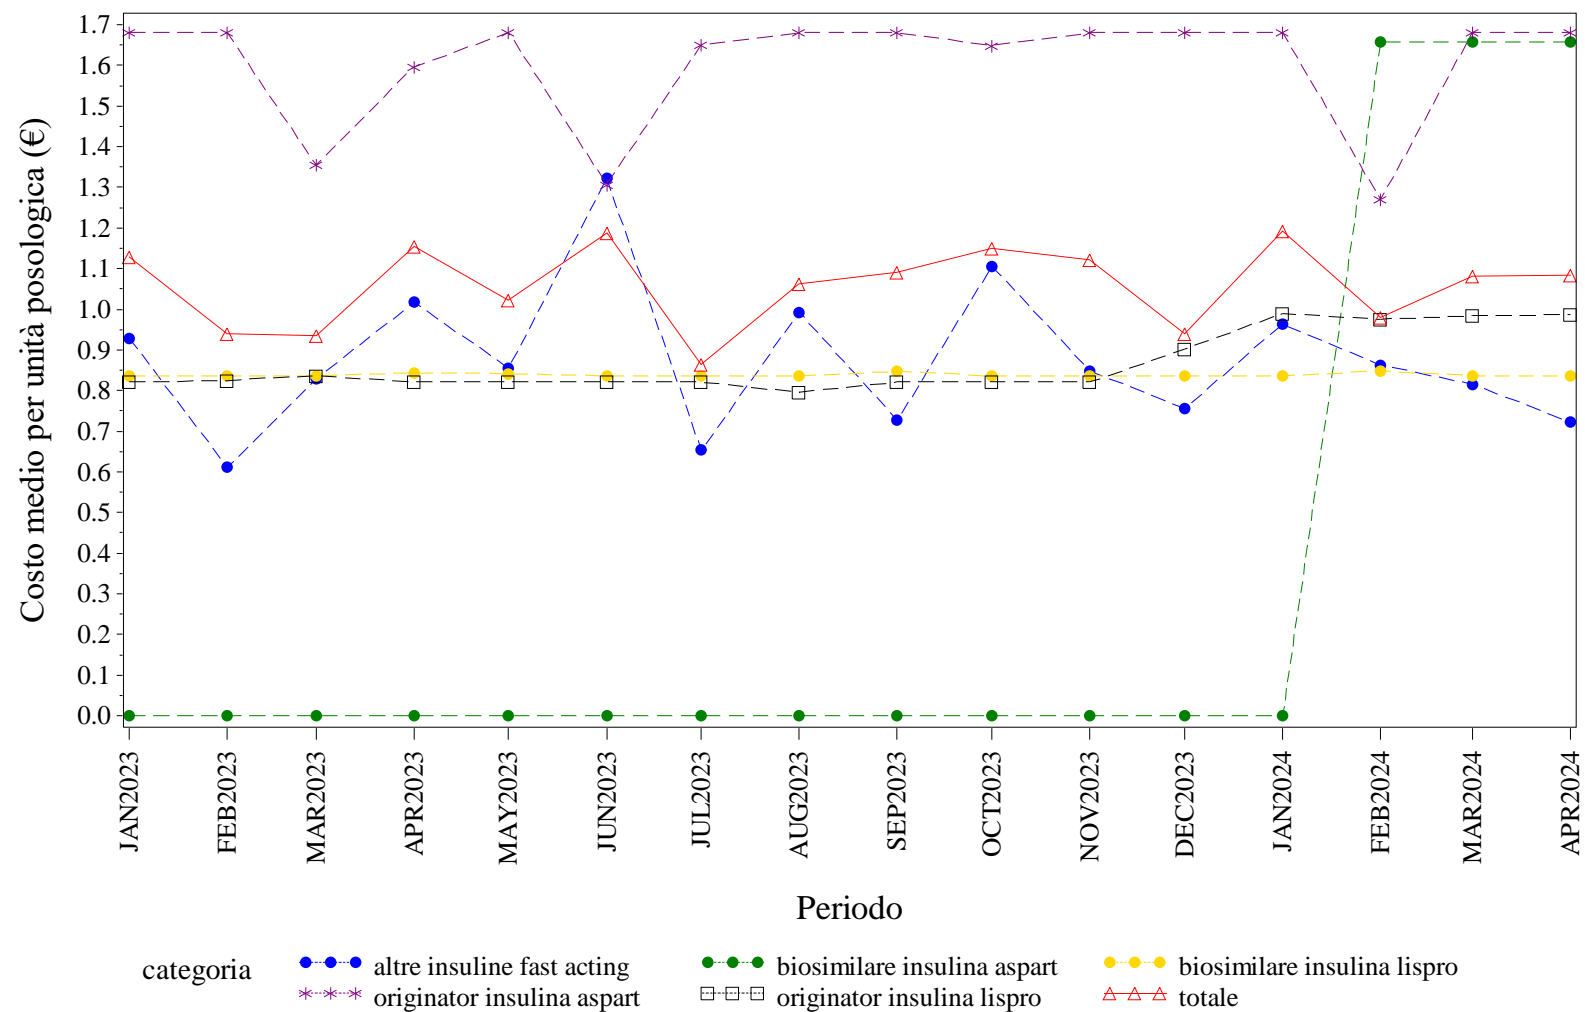 Costo medio per unità posologica (€)
1.7
1.6
1.5
1.4
1.3
1.2
1.1
1.0
0.9
0.8
0.7
0.6
0.5
0.4
0.3
0.2
0.1
0.0
JAN2023
FEB2023
MAR2023
APR2023
MAY2023
JUN2023
JUL2023
AUG2023
SEP2023
OCT2023
NOV2023
DEC2023
JAN2024
FEB2024
MAR2024
APR2024
Periodo
categoria altre insuline fast acting biosimilare insulina aspart biosimilare insulina lispro
originator insulina aspart originator insulina lispro totale